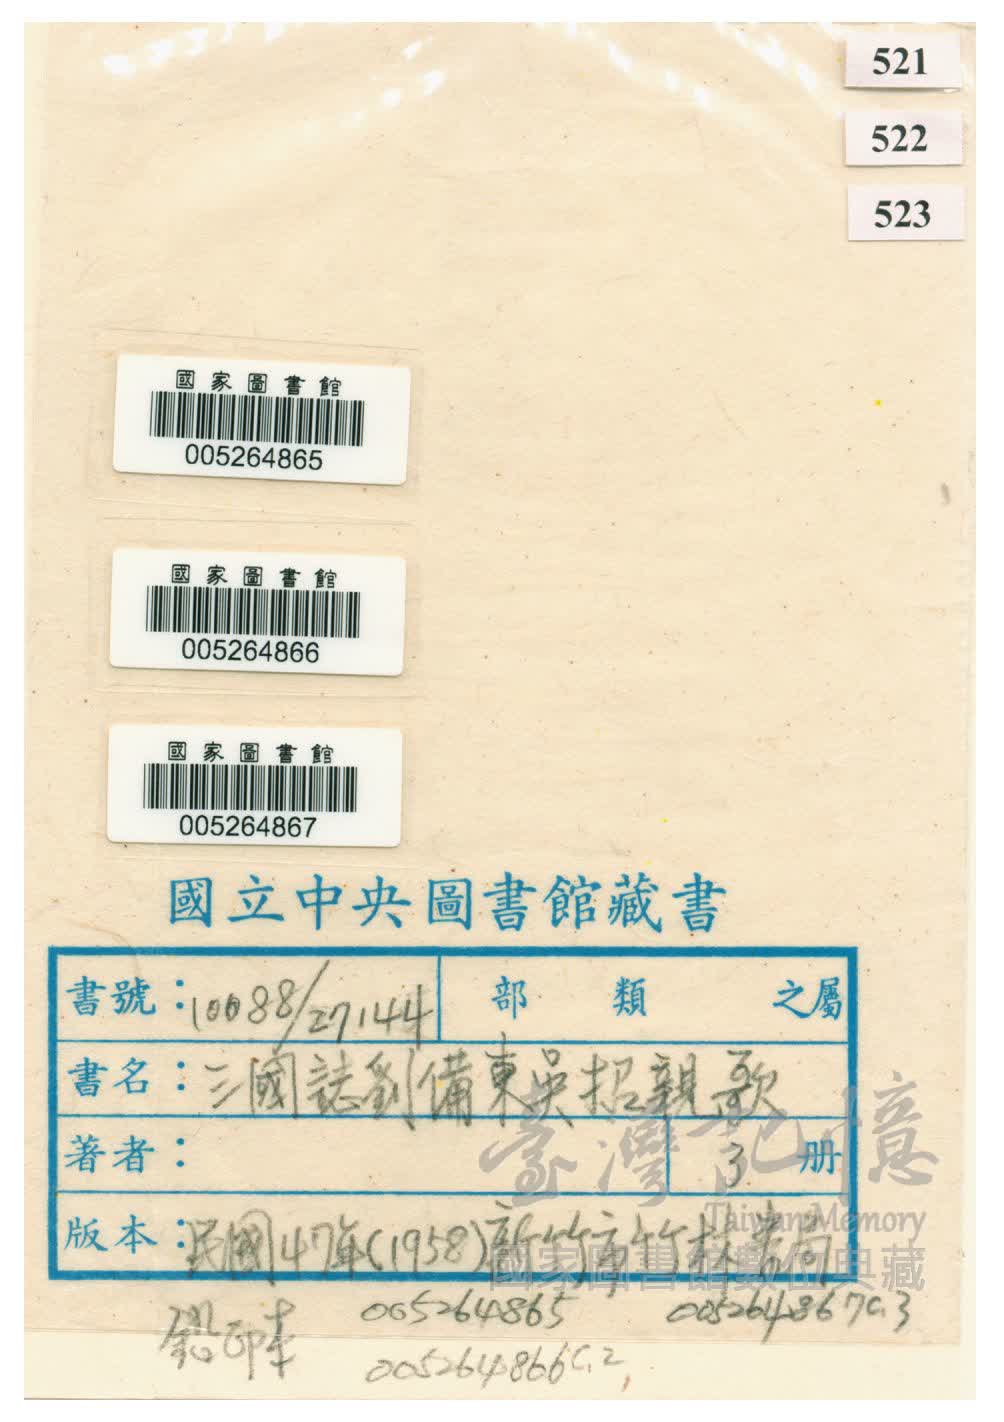 521
522
523
國家圖書館
005264865
國家圖書館
005264866
國家圖書館
005264867
國立中央圖書館藏書
書號：10088/27144 部 類 之屬
書名：三國誌劉備東吳招親歌
著者： 3 册
版本：民國47年(1958)新竹市竹林書局
鉛印本 005264865 005264867 C.3
005264866 C.2
臺灣記憶
Taiwan Memory
國家圖書館數位典藏